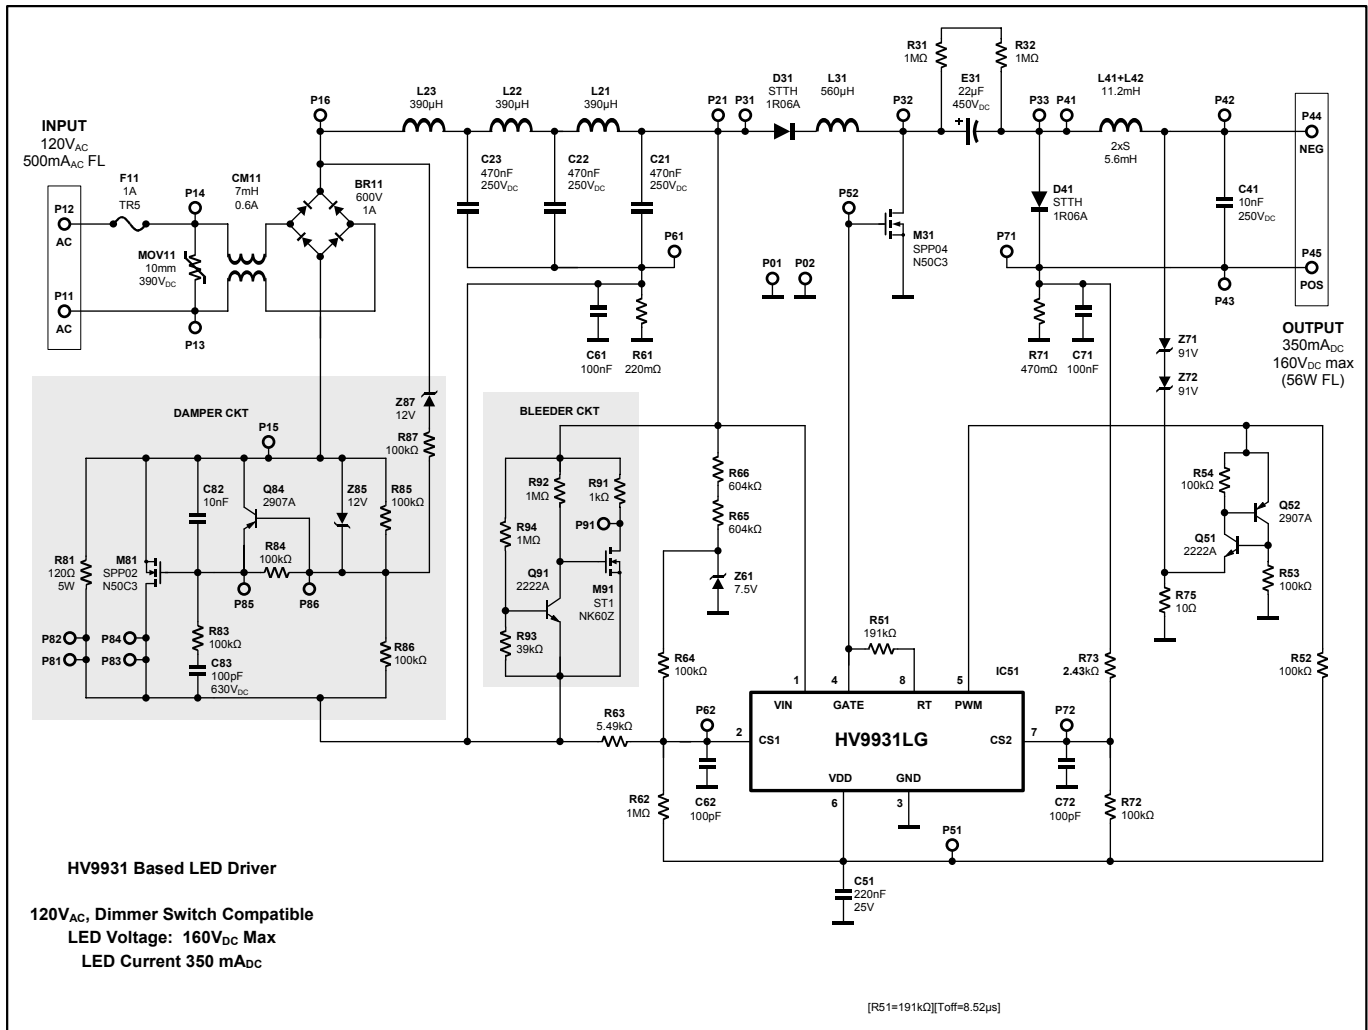 INPUT
120VAC
500mAAC FL
P12
AC
P11
AC
F11
1A
TR5
P14
MOV11
10mm
390VDC
P13
CM11
7mH
0.6A
P16
BR11
600V
1A
L23
390µH
L22
390µH
L21
390µH
C23
470nF
250VDC
C22
470nF
250VDC
C21
470nF
250VDC
P61
C61
100nF
R61
220mΩ
P21
P31
D31
STTH
1R06A
L31
560µH
P32
R31
1MΩ
R32
1MΩ
E31
22µF
450VDC
+
P33
P41
L41+L42
11.2mH
2xS
5.6mH
P42
P44
NEG
C41
10nF
250VDC
D41
STTH
1R06A
P52
M31
SPP04
N50C3
P01
P02
P71
P45
POS
P43
OUTPUT
350mADC
160VDC max
(56W FL)
R71
470mΩ
C71
100nF
Z71
91V
Z72
91V
DAMPER CKT
P15
Z87
12V
R87
100kΩ
C82
10nF
Q84
2907A
Z85
12V
R85
100kΩ
R81
120Ω
5W
M81
SPP02
N50C3
R84
100kΩ
P85
P86
P82
P81
P84
P83
R83
100kΩ
C83
100pF
630VDC
R86
100kΩ
BLEEDER CKT
R92
1MΩ
R91
1kΩ
P91
R94
1MΩ
Q91
2222A
M91
ST1
NK60Z
R93
39kΩ
R66
604kΩ
R65
604kΩ
Z61
7.5V
R64
100kΩ
R63
5.49kΩ
P62
R62
1MΩ
C62
100pF
R51
191kΩ
R54
100kΩ
Q52
2907A
Q51
2222A
R53
100kΩ
R75
10Ω
R73
2.43kΩ
R52
100kΩ
IC51
1
4
8
5
VIN
GATE
RT
PWM
2
CS1
HV9931LG
CS2
7
VDD
GND
6
3
P72
C72
100pF
R72
100kΩ
P51
C51
220nF
25V
HV9931 Based LED Driver
120VAC, Dimmer Switch Compatible
LED Voltage: 160VDC Max
LED Current 350 mADC
[R51=191kΩ][Toff=8.52µs]